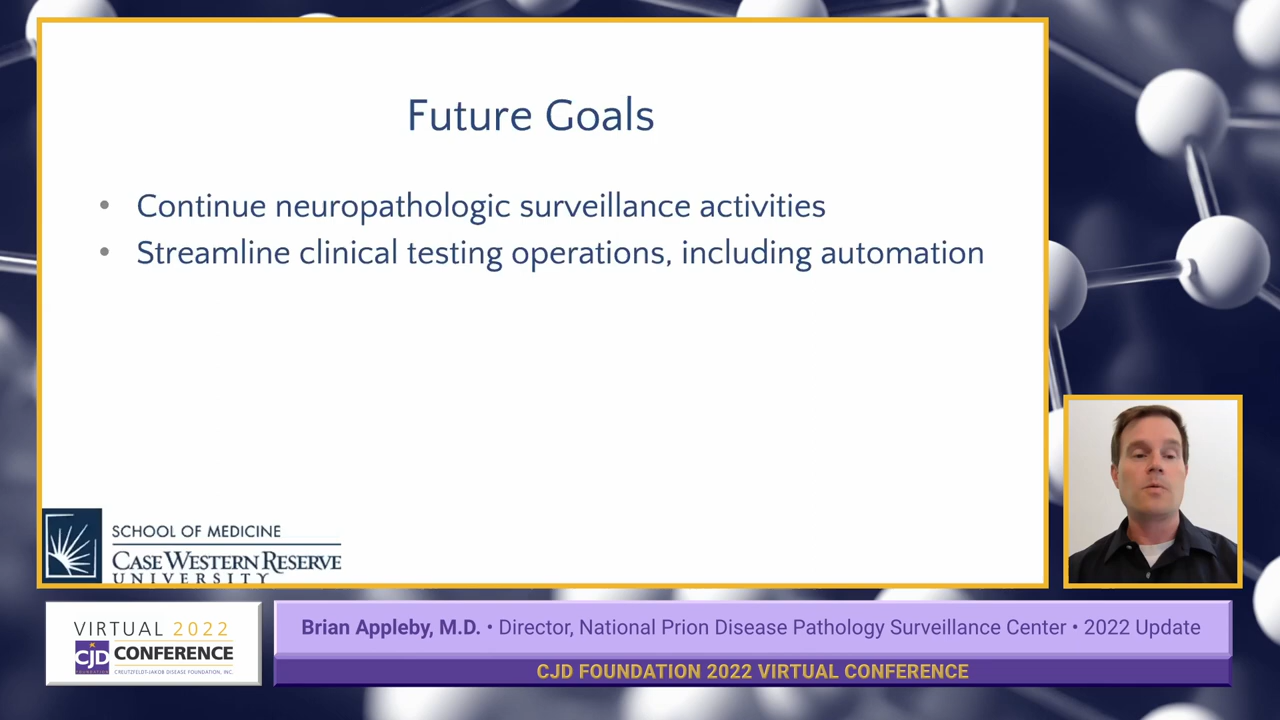 Future Goals
• Continue neuropathologic surveillance activities
• Streamline clinical testing operations, including automation
SCHOOL OF MEDICINE
CASE WESTERN RESERVE
UNIVERSITY
VIRTUAL 2022
CJD CONFERENCE
FOUNDATION
CREUTZFELDT-JAKOB DISEASE FOUNDATION, INC.
Brian Appleby, M.D. • Director, National Prion Disease Pathology Surveillance Center • 2022 Update
CJD FOUNDATION 2022 VIRTUAL CONFERENCE